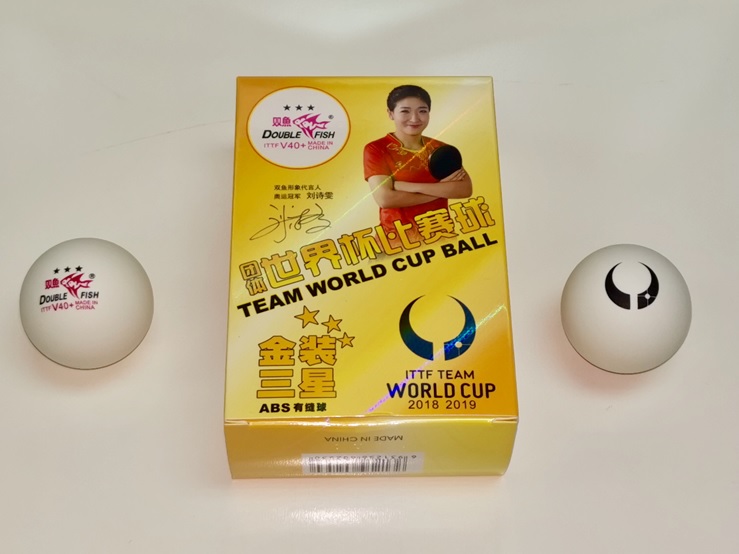 ★★★
双鱼
DOUBLE FISH
®
ITTF V40+ MADE IN CHINA
双鱼形象代言人
奥运冠军 刘诗雯
团体世界杯比赛球
TEAM WORLD CUP BALL
金装
三星
ABS 有缝球
ITTF TEAM
WORLD CUP
2018 2019
MADE IN CHINA
★★★
双鱼
DOUBLE FISH
®
ITTF V40+ MADE IN CHINA